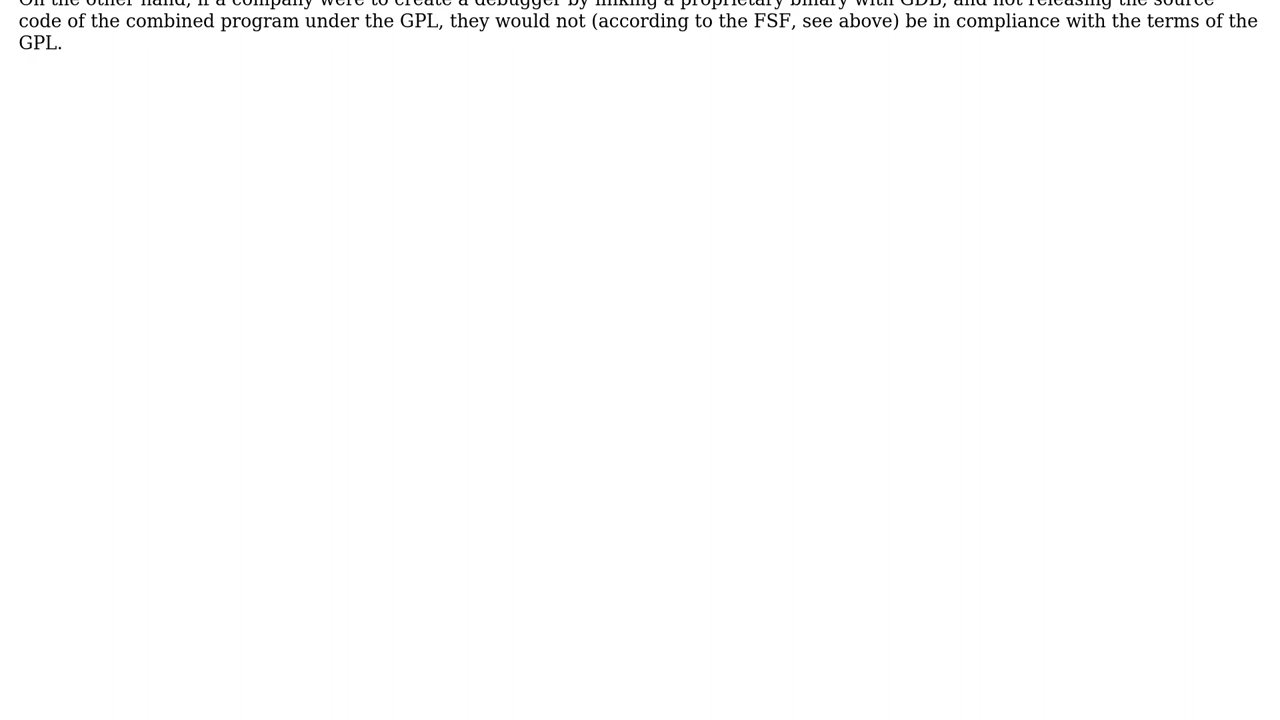 On the other hand, if a company were to create a debugger by linking a proprietary binary with GDB, and not releasing the source
code of the combined program under the GPL, they would not (according to the FSF, see above) be in compliance with the terms of the
GPL.